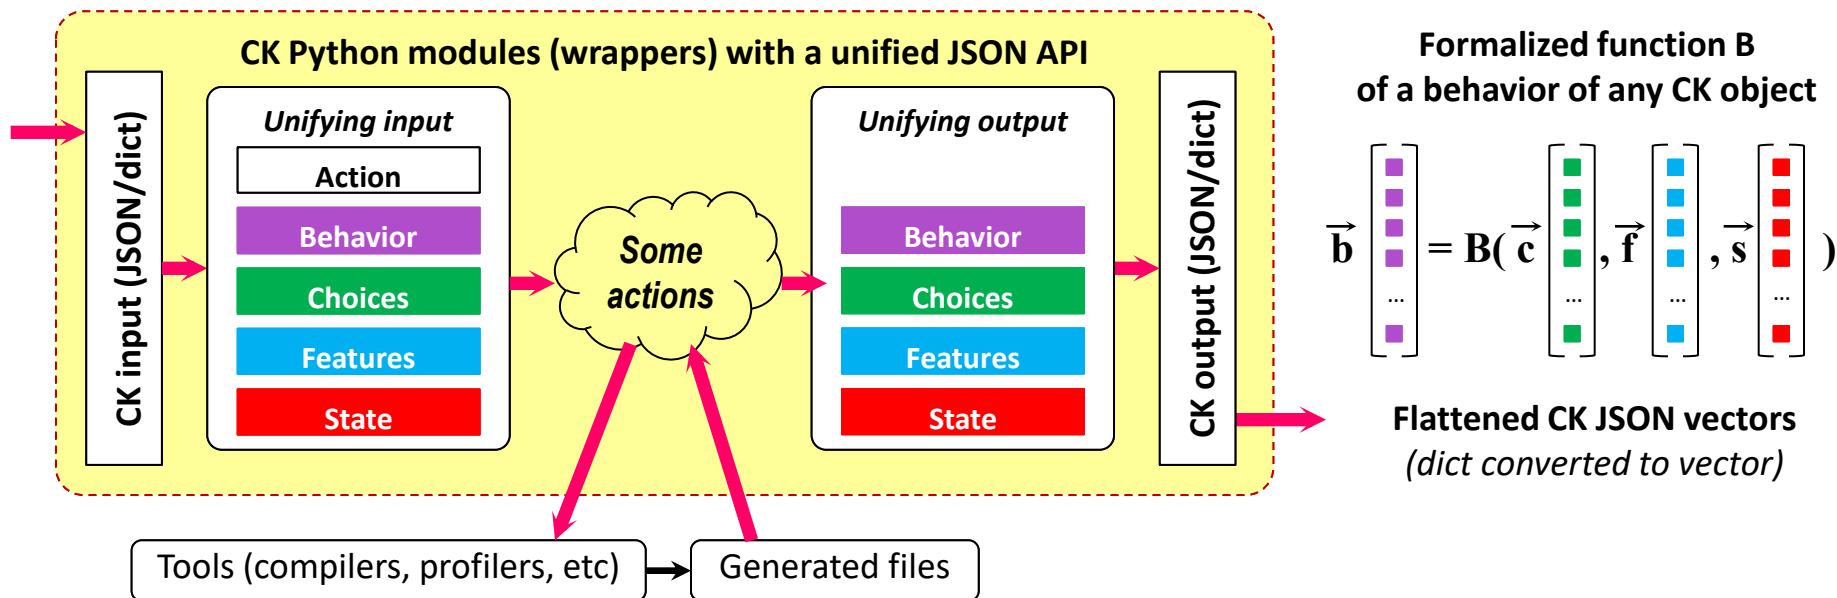 CK Python modules (wrappers) with a unified JSON API
CK input (JSON/dict)
Unifying input
Action
Behavior
Choices
Features
State
Some
actions
Unifying output
Behavior
Choices
Features
State
CK output (JSON/dict)
Tools (compilers, profilers, etc)
Generated files
Formalized function B
of a behavior of any CK object
b = B( c , f , s )
... ... ... ...
Flattened CK JSON vectors
(dict converted to vector)